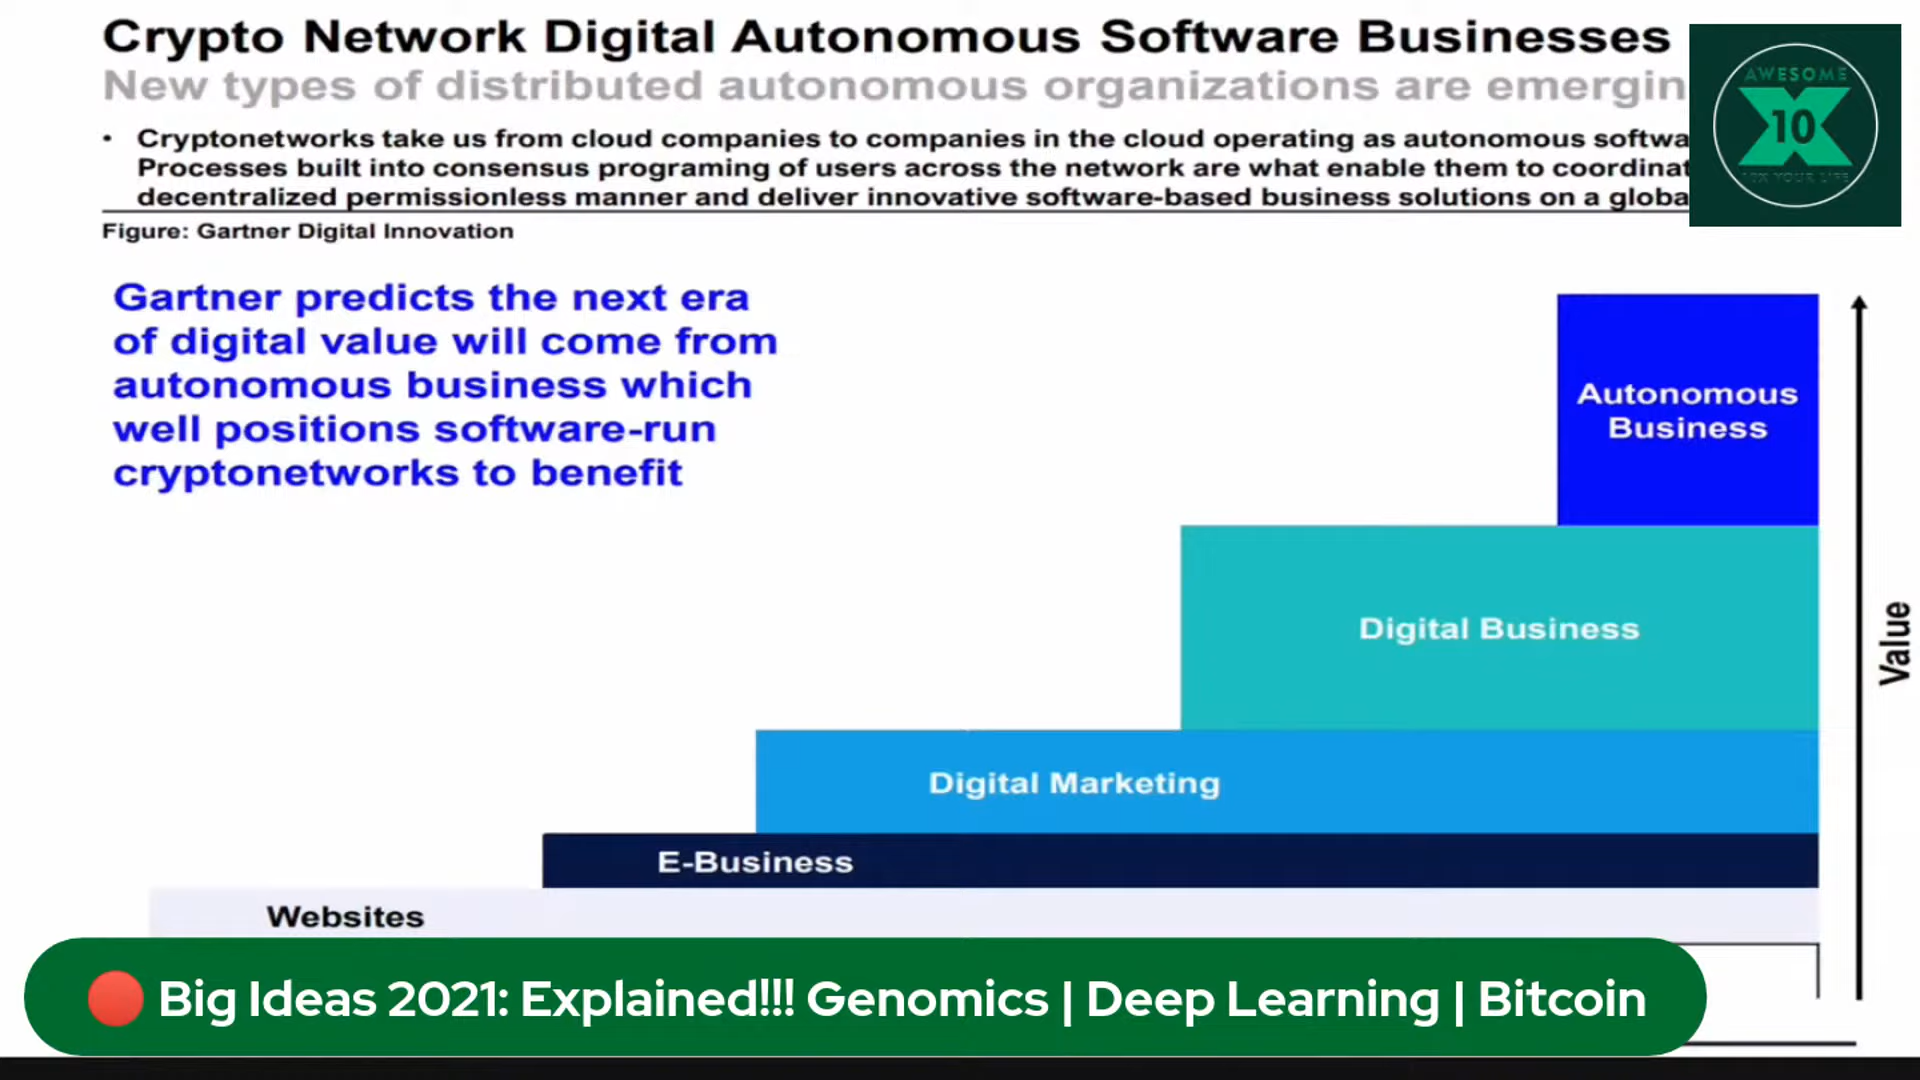 Crypto Network Digital Autonomous Software Businesses
New types of distributed autonomous organizations are emergin
• Cryptonetworks take us from cloud companies to companies in the cloud operating as autonomous softwa
Processes built into consensus programing of users across the network are what enable them to coordinat
decentralized permissionless manner and deliver innovative software-based business solutions on a globa
AWESOME
10
10X YOUR LIFE
Figure: Gartner Digital Innovation
Gartner predicts the next era
of digital value will come from
autonomous business which
well positions software-run
cryptonetworks to benefit
Autonomous
Business
Digital Business
Value
Digital Marketing
E-Business
Websites
Big Ideas 2021: Explained!!! Genomics | Deep Learning | Bitcoin